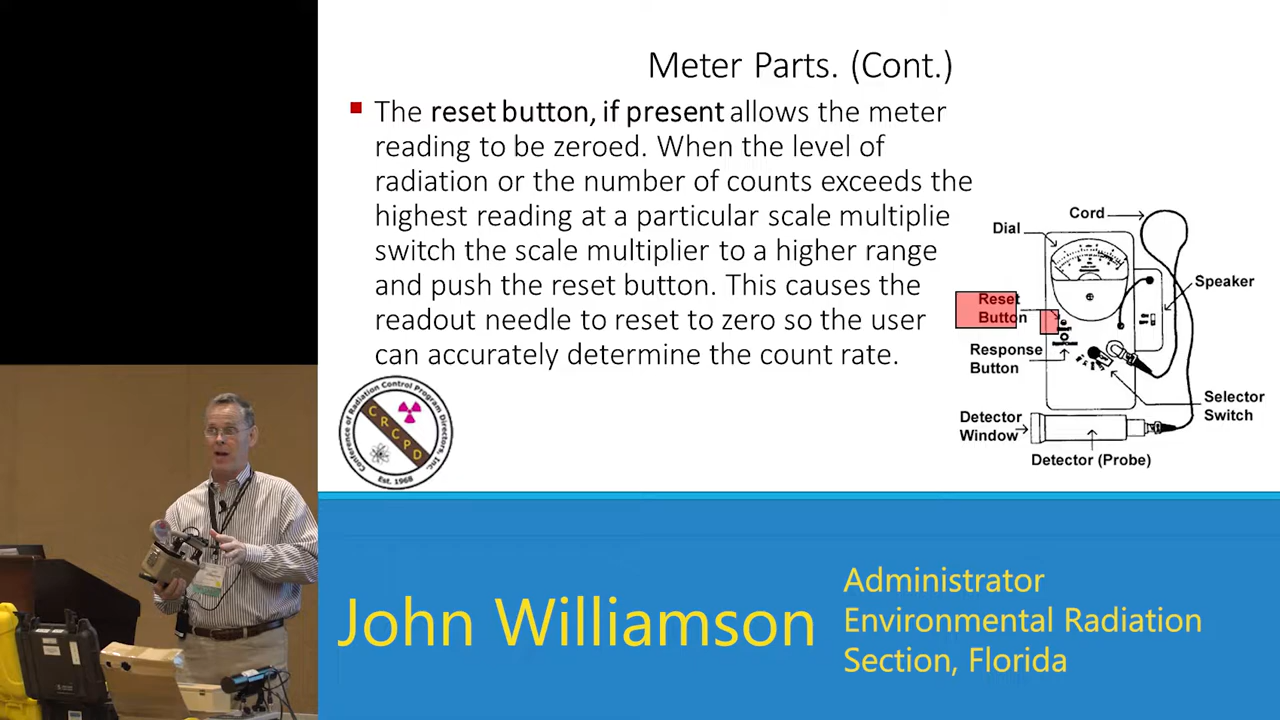 Meter Parts. (Cont.)
The reset button, if present allows the meter
reading to be zeroed. When the level of
radiation or the number of counts exceeds the
highest reading at a particular scale multiplie
switch the scale multiplier to a higher range
and push the reset button. This causes the
readout needle to reset to zero so the user
can accurately determine the count rate.
Cord
Dial
Speaker
Reset
Button
Response
Button
Selector
Switch
Detector
Window
Detector (Probe)
Conference of Radiation Control Program Directors, Inc.
CRCPD
Est. 1968
John Williamson
Administrator
Environmental Radiation
Section, Florida